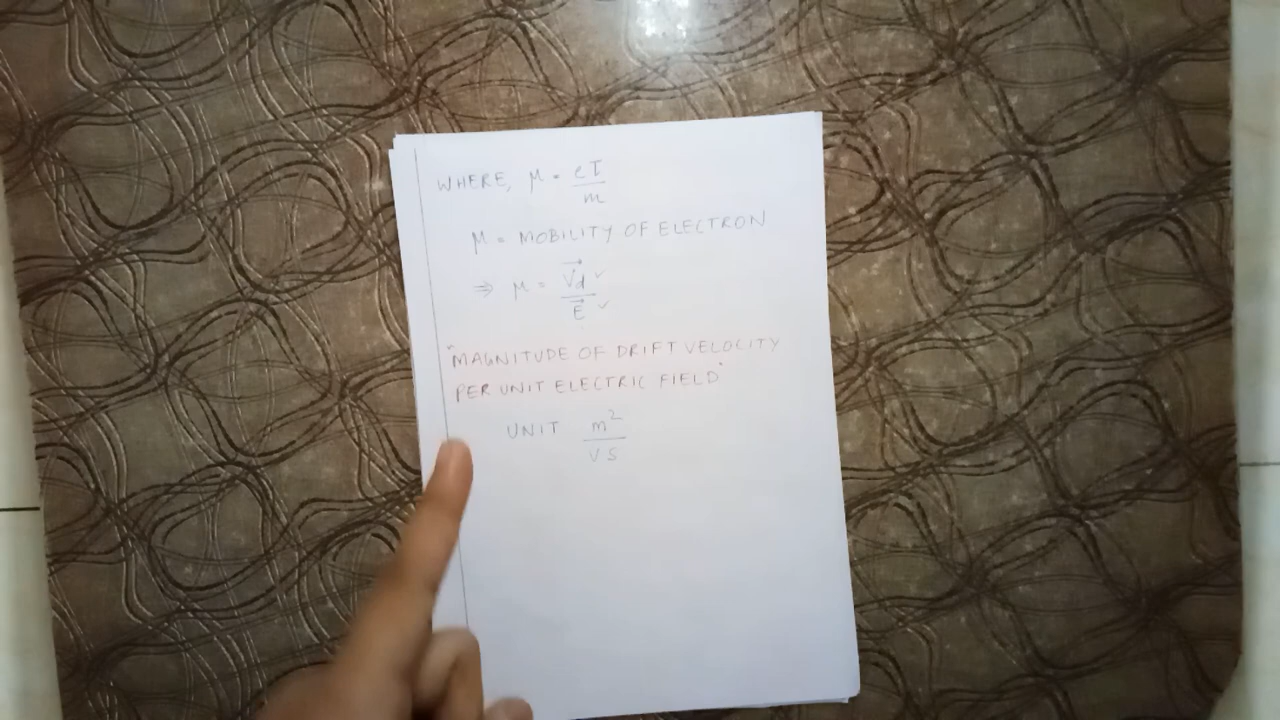 WHERE, μ = eτ/m
μ = MOBILITY OF ELECTRON
⇒ μ = V⃗d ✓ / E⃗ ✓
"MAGNITUDE OF DRIFT VELOCITY
PER UNIT ELECTRIC FIELD"
UNIT m²/VS